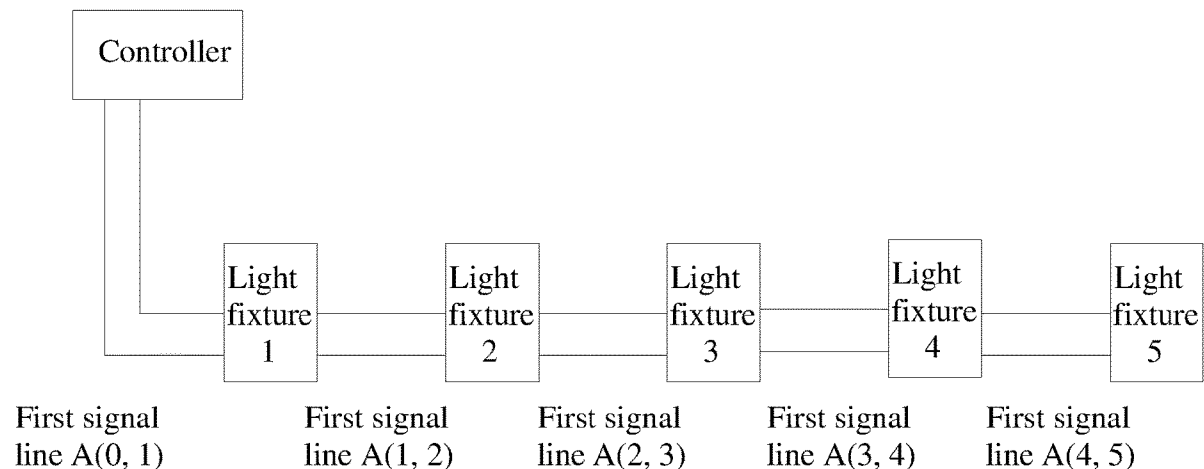 Controller
Light
fixture
1
Light
fixture
2
Light
fixture
3
Light
fixture
4
Light
fixture
5
First signal
line A(0, 1)
First signal
line A(1, 2)
First signal
line A(2, 3)
First signal
line A(3, 4)
First signal
line A(4, 5)